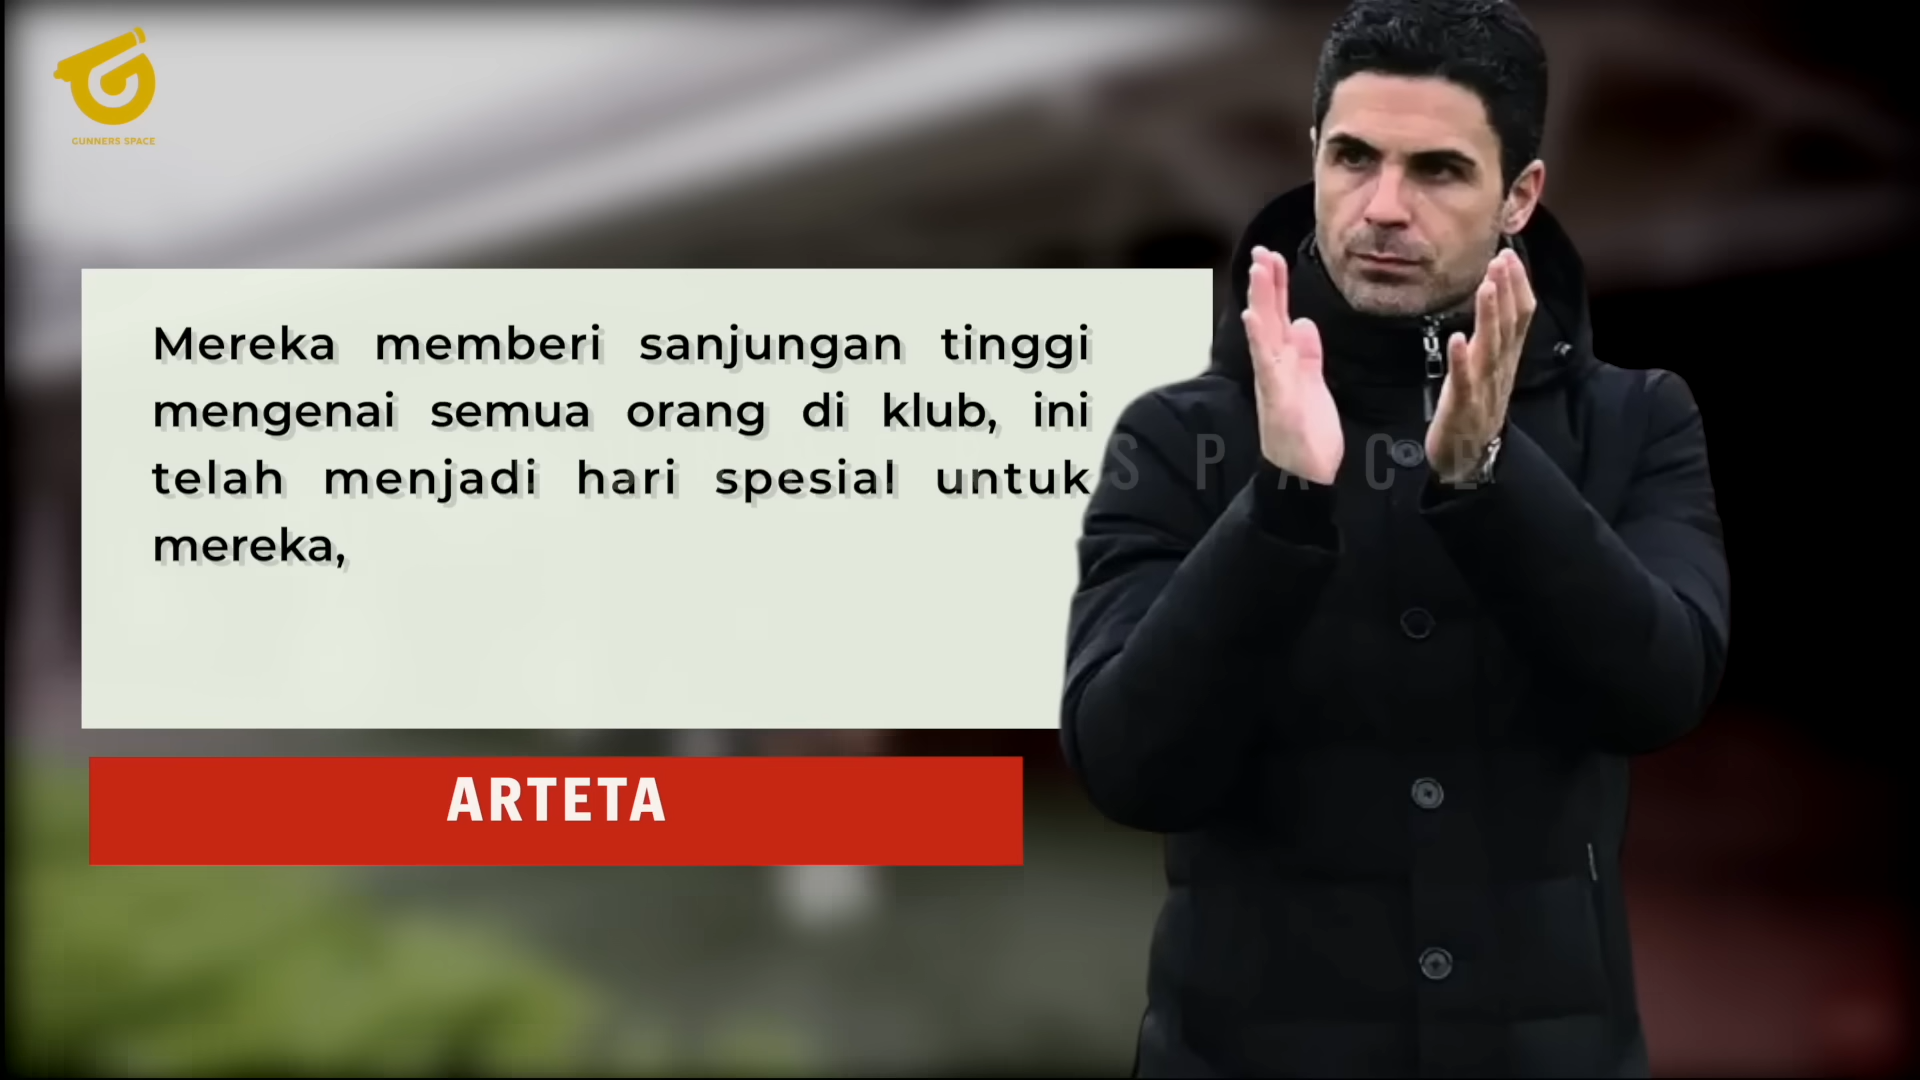 GUNNERS SPACE
Mereka memberi sanjungan tinggi
mengenai semua orang di klub, ini
telah menjadi hari spesial untuk
mereka,
SPACE
ARTETA